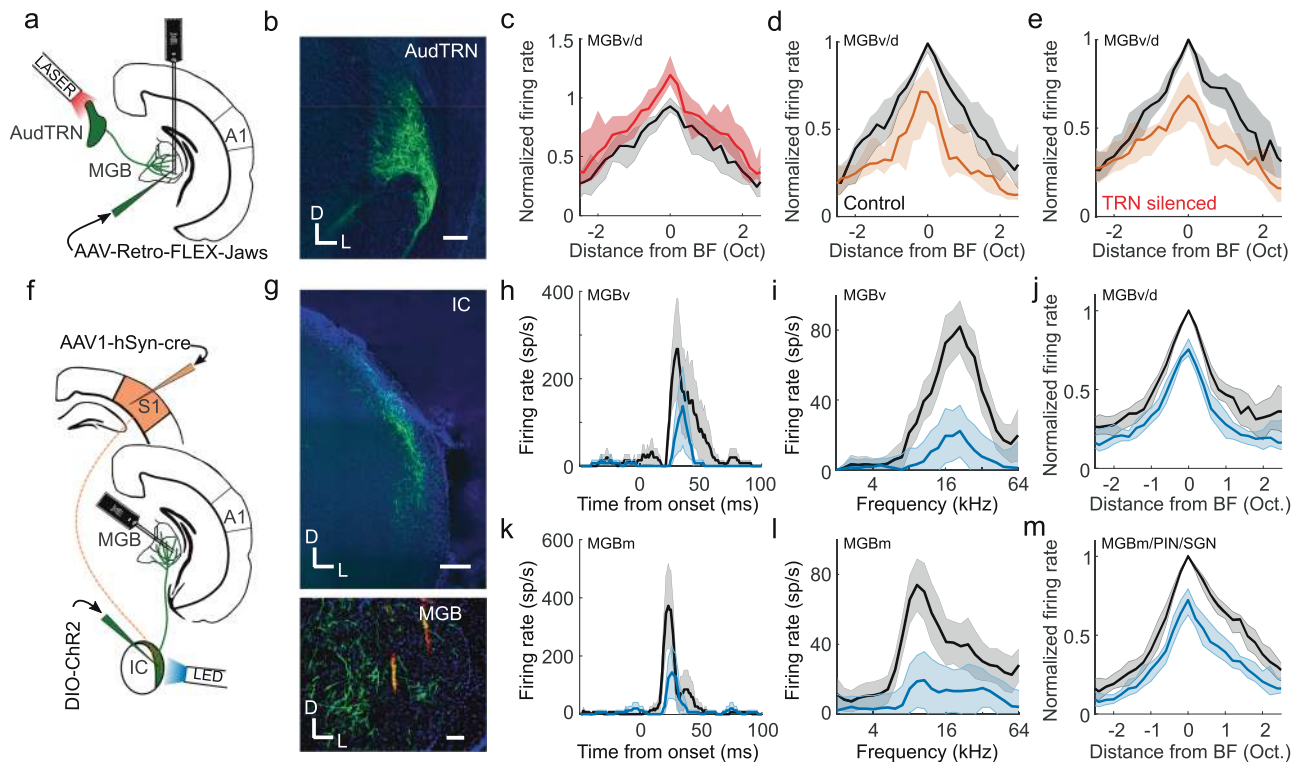 a
LASER
AudTRN
MGB
A1
AAV-Retro-FLEX-Jaws
b
AudTRN
D
L
c
MGBv/d
Normalized firing rate
1.5
1
0.5
0
-2
0
2
Distance from BF (Oct)
d
MGBv/d
Normalized firing rate
1
0.5
0
Control
-2
0
2
Distance from BF (Oct)
e
MGBv/d
Normalized firing rate
1
0.5
0
TRN silenced
-2
0
2
Distance from BF (Oct)
f
AAV1-hSyn-cre
S1
A1
MGB
DIO-ChR2
IC
LED
g
IC
D
L
MGB
D
L
h
MGBv
Firing rate (sp/s)
400
300
200
100
0
0
50
100
Time from onset (ms)
i
MGBv
Firing rate (sp/s)
80
40
0
4
16
64
Frequency (kHz)
j
MGBv/d
Normalized firing rate
1
0.5
0
-2
-1
0
1
2
Distance from BF (Oct.)
k
MGBm
Firing rate (sp/s)
600
400
200
0
0
50
100
Time from onset (ms)
l
MGBm
Firing rate (sp/s)
80
40
0
4
16
64
Frequency (kHz)
m
MGBm/PIN/SGN
Normalized firing rate
1
0.5
0
-2
-1
0
1
2
Distance from BF (Oct.)